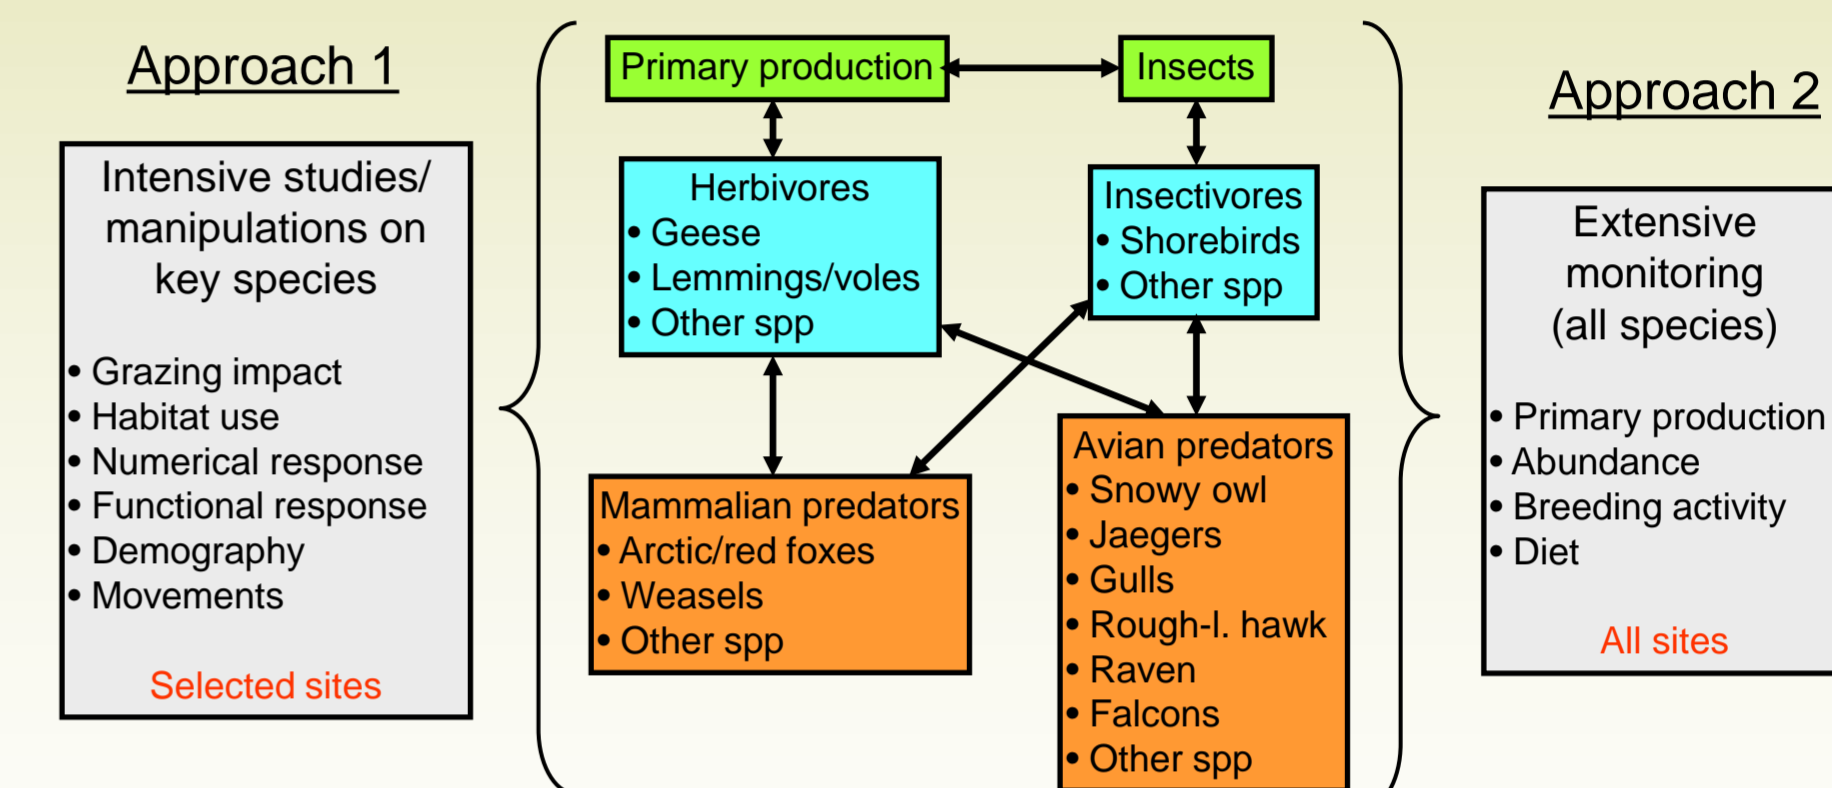 Approach 1
Intensive studies/
manipulations on
key species
• Grazing impact
• Habitat use
• Numerical response
• Functional response
• Demography
• Movements
Selected sites
Primary production
Insects
Herbivores
• Geese
• Lemmings/voles
• Other spp
Insectivores
• Shorebirds
• Other spp
Mammalian predators
• Arctic/red foxes
• Weasels
• Other spp
Avian predators
• Snowy owl
• Jaegers
• Gulls
• Rough-l. hawk
• Raven
• Falcons
• Other spp
Approach 2
Extensive
monitoring
(all species)
• Primary production
• Abundance
• Breeding activity
• Diet
All sites